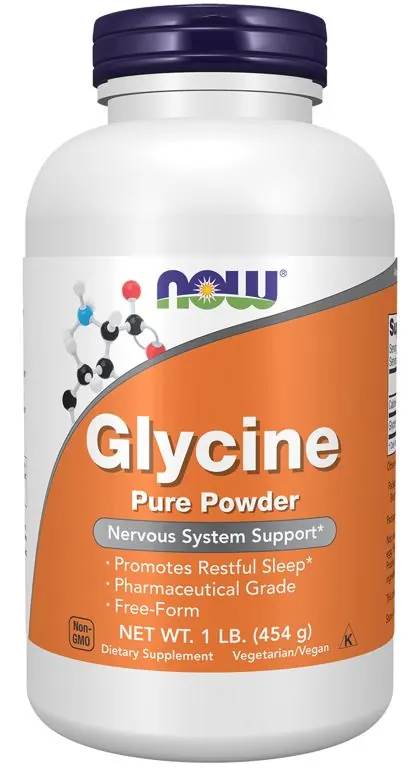 NOW®
Glycine
Pure Powder
Nervous System Support*
· Promotes Restful Sleep*
· Pharmaceutical Grade
· Free-Form
Non-
GMO
NET WT. 1 LB. (454 g)
Dietary Supplement Vegetarian/Vegan
K